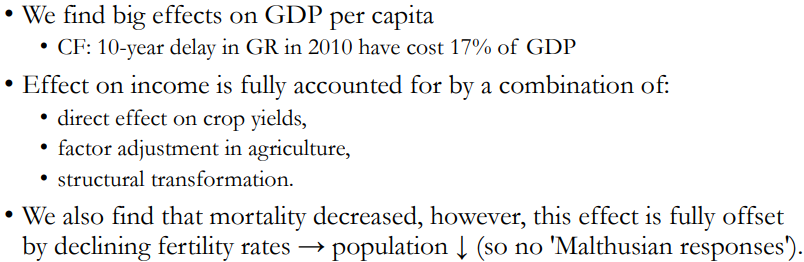 • We find big effects on GDP per capita
• CF: 10-year delay in GR in 2010 have cost 17% of GDP
• Effect on income is fully accounted for by a combination of:
• direct effect on crop yields,
• factor adjustment in agriculture,
• structural transformation.
• We also find that mortality decreased, however, this effect is fully offset
by declining fertility rates → population ↓ (so no 'Malthusian responses').